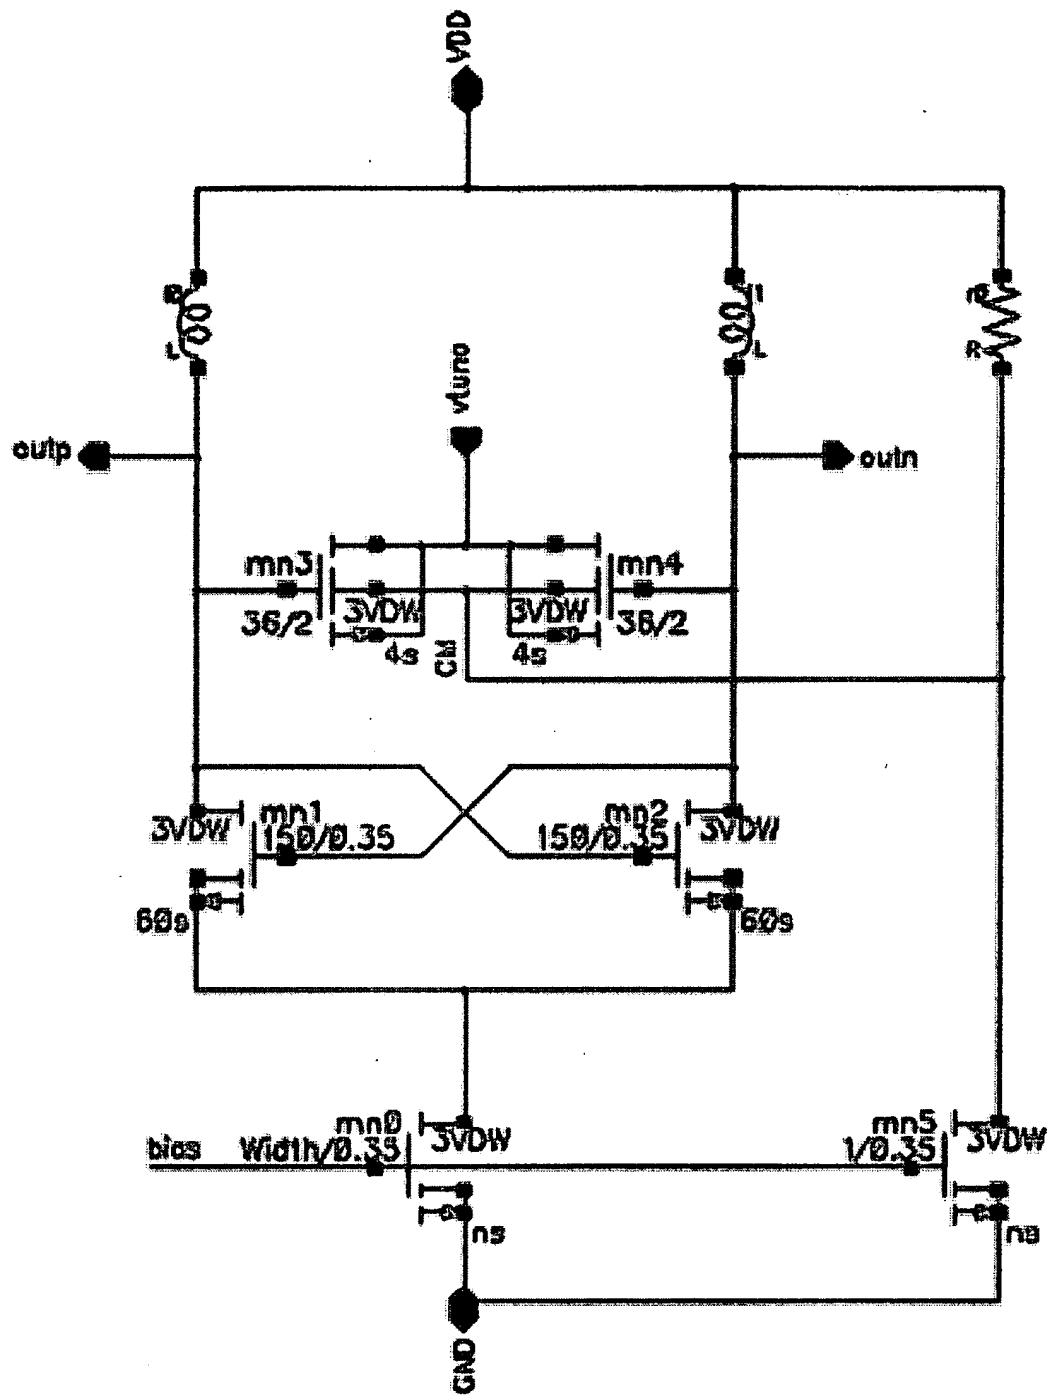 VDD
L
L
R
vtune
outp
outn
mn3
mn4
3VDW
3VDW
36/2
36/2
4s
CM
4s
mn1
mn2
3VDW
150/0.35
150/0.35
3VDW
60s
60s
mn0
mn5
3VDW
3VDW
bias
Width/0.35
1/0.35
ns
ns
GND